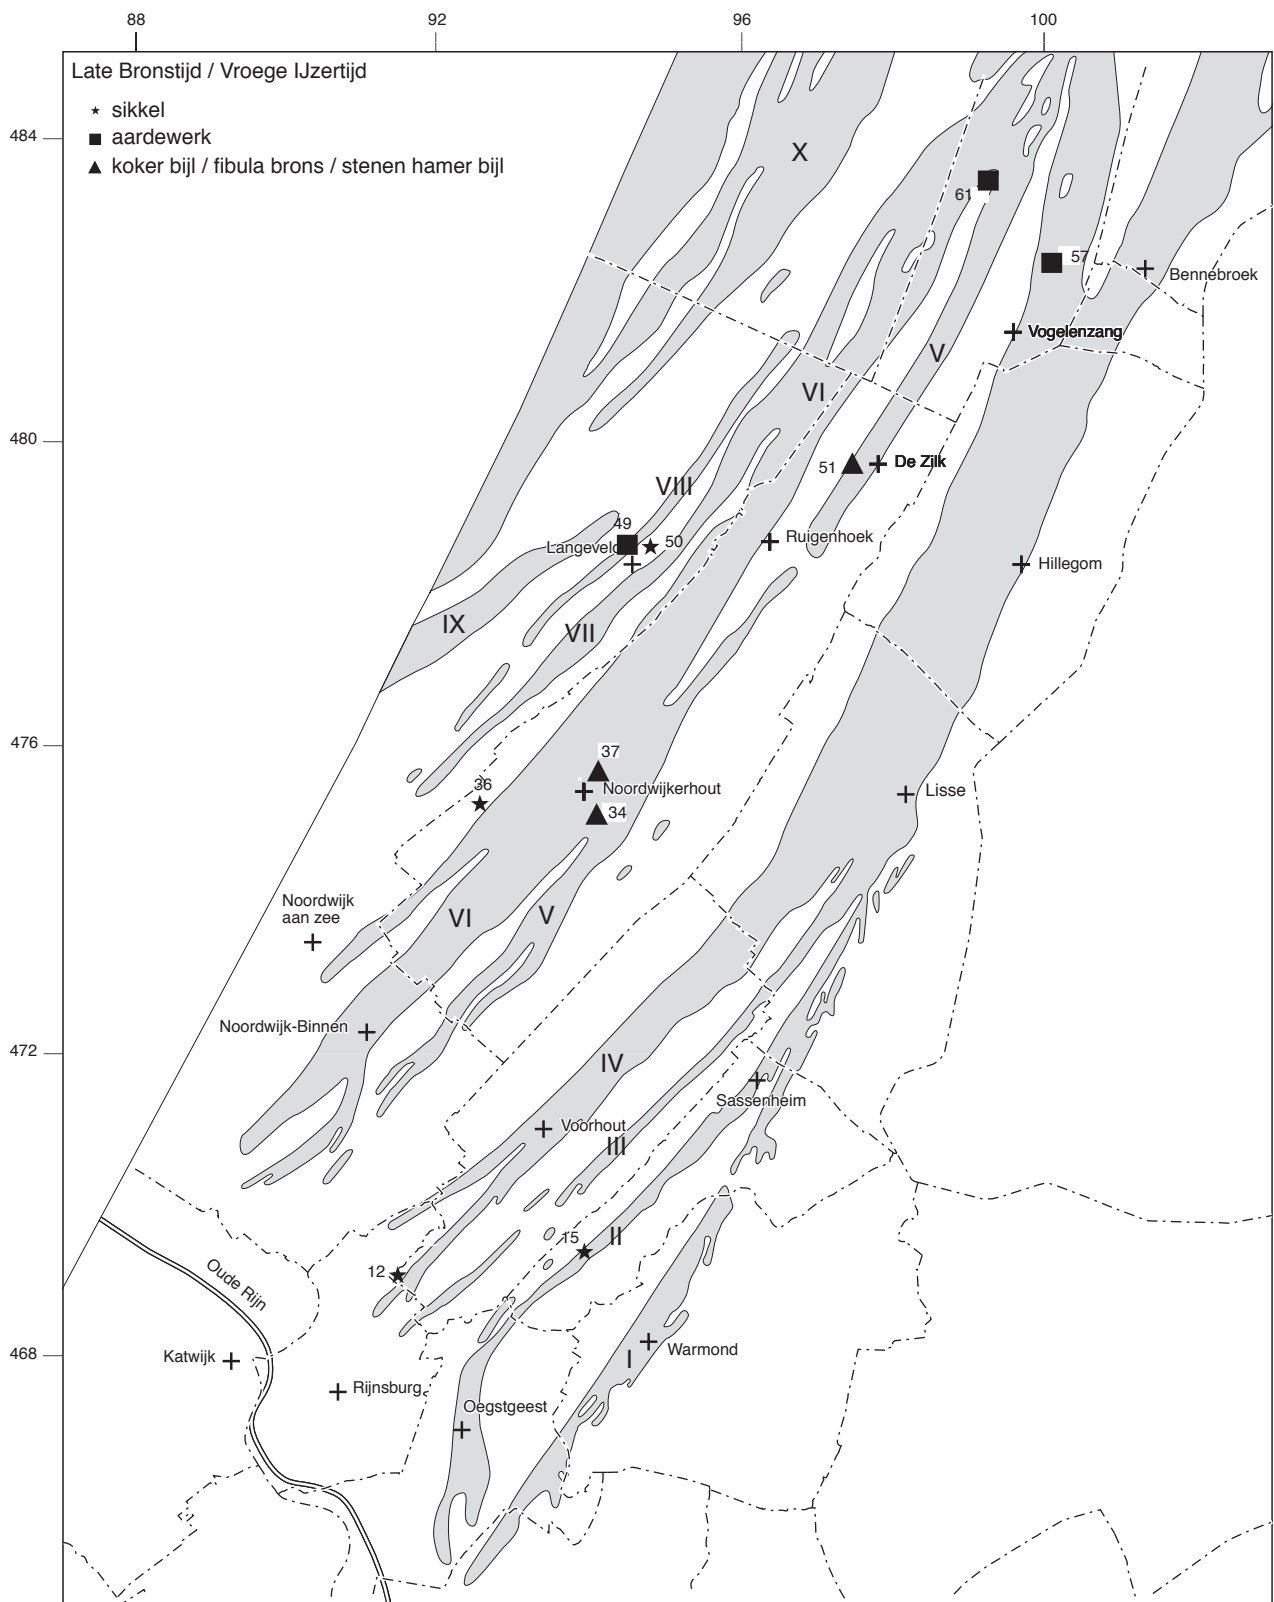 88 92 96 100
Late Bronstijd / Vroege IJzertijd
sikkel
484
aardewerk
koker bijl / fibula brons / stenen hamer bijl
X
61
57
Bennebroek
Vogelenzang
V
VI
480
51
De Zilk
VIII
49
50
Langeveld
Ruigenhoek
Hillegom
IX
VII
476
37
36
Noordwijkerhout
Lisse
34
Noordwijk
aan zee
VI
V
Noordwijk-Binnen
472
IV
Sassenheim
Voorhout
III
15
II
12
Oude Rijn
468
Katwijk
I
Warmond
Rijnsburg
Oegstgeest